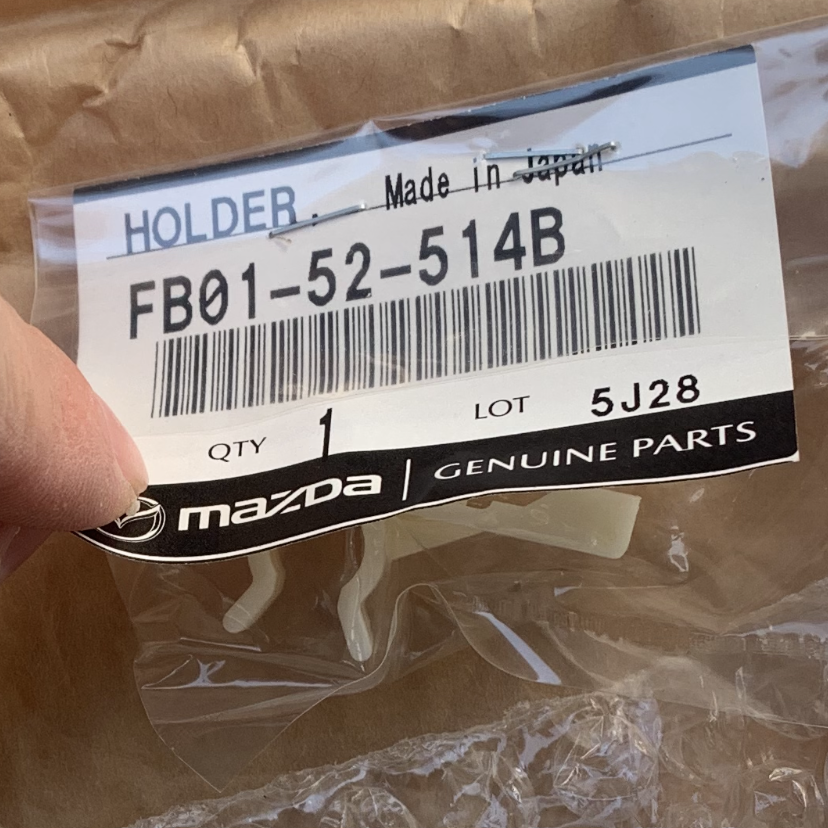 HOLDER. Made in Japan
FB01-52-514B
QTY 1 LOT 5J28
mazDa | GENUINE PARTS